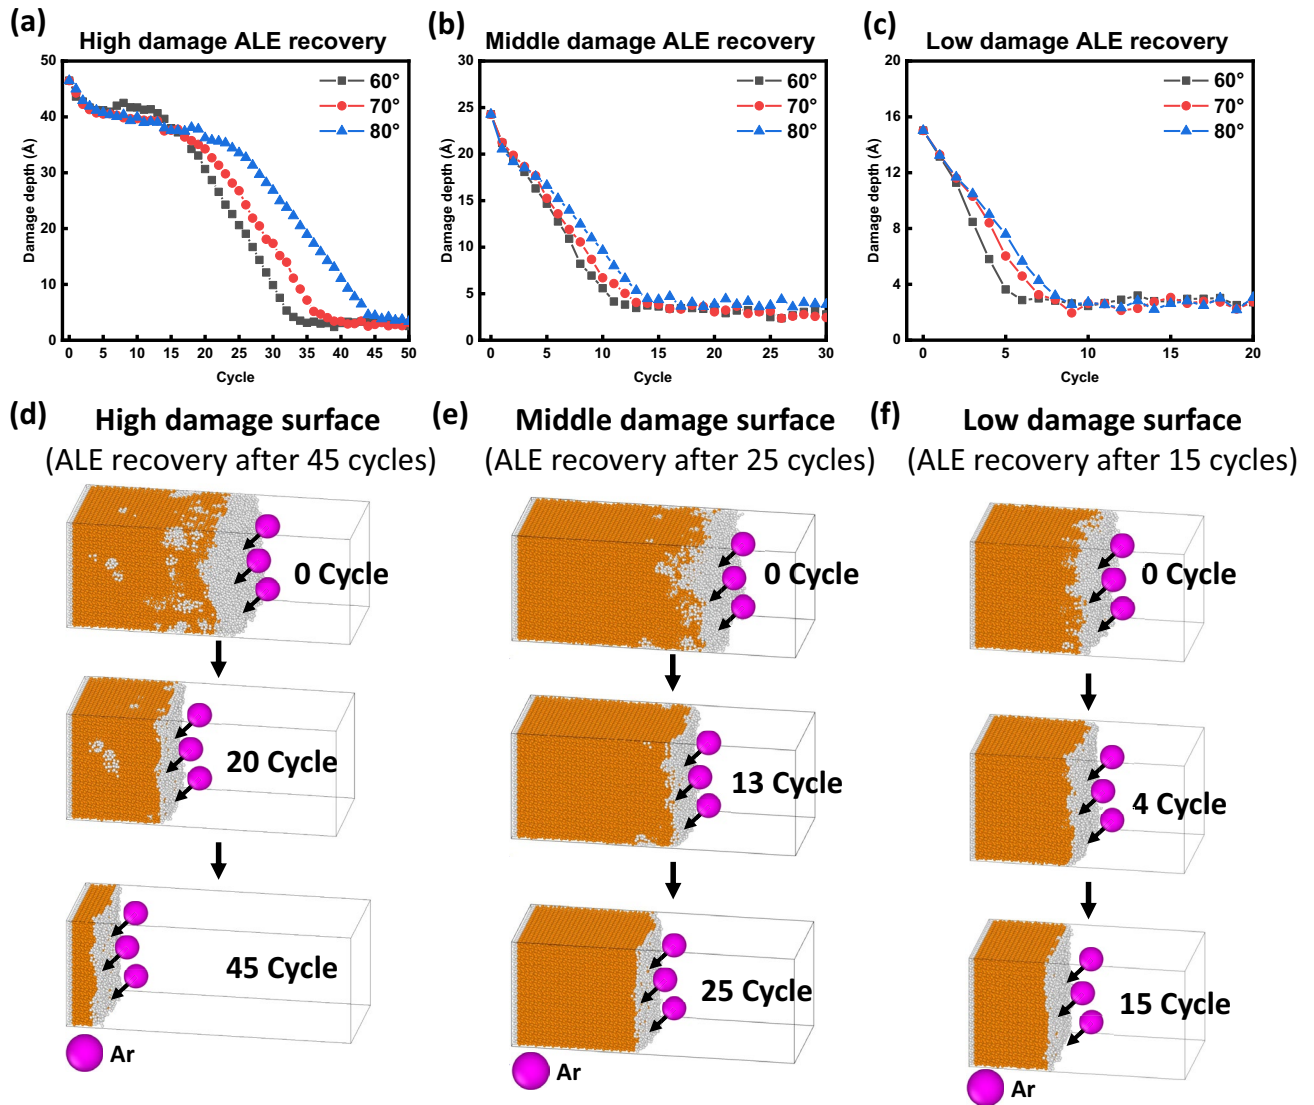 (a)
High damage ALE recovery
50
40
30
20
10
0
Damage depth (Å)
60°
70°
80°
0 5 10 15 20 25 30 35 40 45 50
Cycle
(b)
Middle damage ALE recovery
30
25
20
15
10
5
0
Damage depth (Å)
60°
70°
80°
0 5 10 15 20 25 30
Cycle
(c)
Low damage ALE recovery
20
16
12
8
4
0
Damage depth (Å)
60°
70°
80°
0 5 10 15 20
Cycle
(d) High damage surface
(ALE recovery after 45 cycles)
0 Cycle
20 Cycle
45 Cycle
Ar
(e) Middle damage surface
(ALE recovery after 25 cycles)
0 Cycle
13 Cycle
25 Cycle
Ar
(f) Low damage surface
(ALE recovery after 15 cycles)
0 Cycle
4 Cycle
15 Cycle
Ar